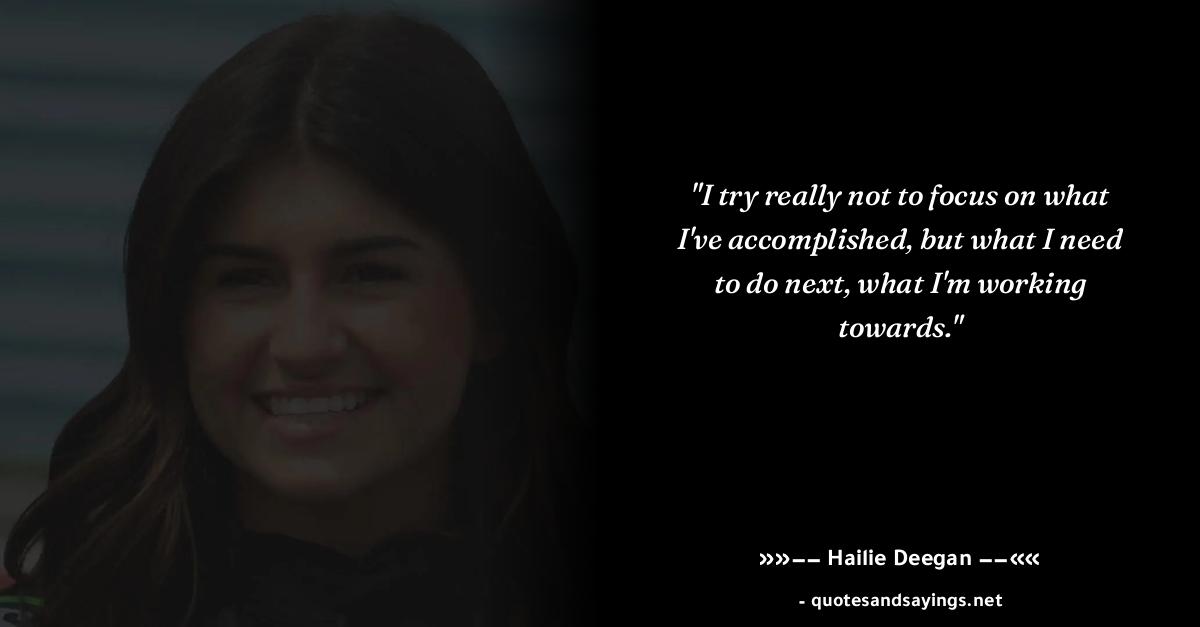 "I try really not to focus on what
I've accomplished, but what I need
to do next, what I'm working
towards."
»»−− Hailie Deegan −−««
- quotesandsayings.net